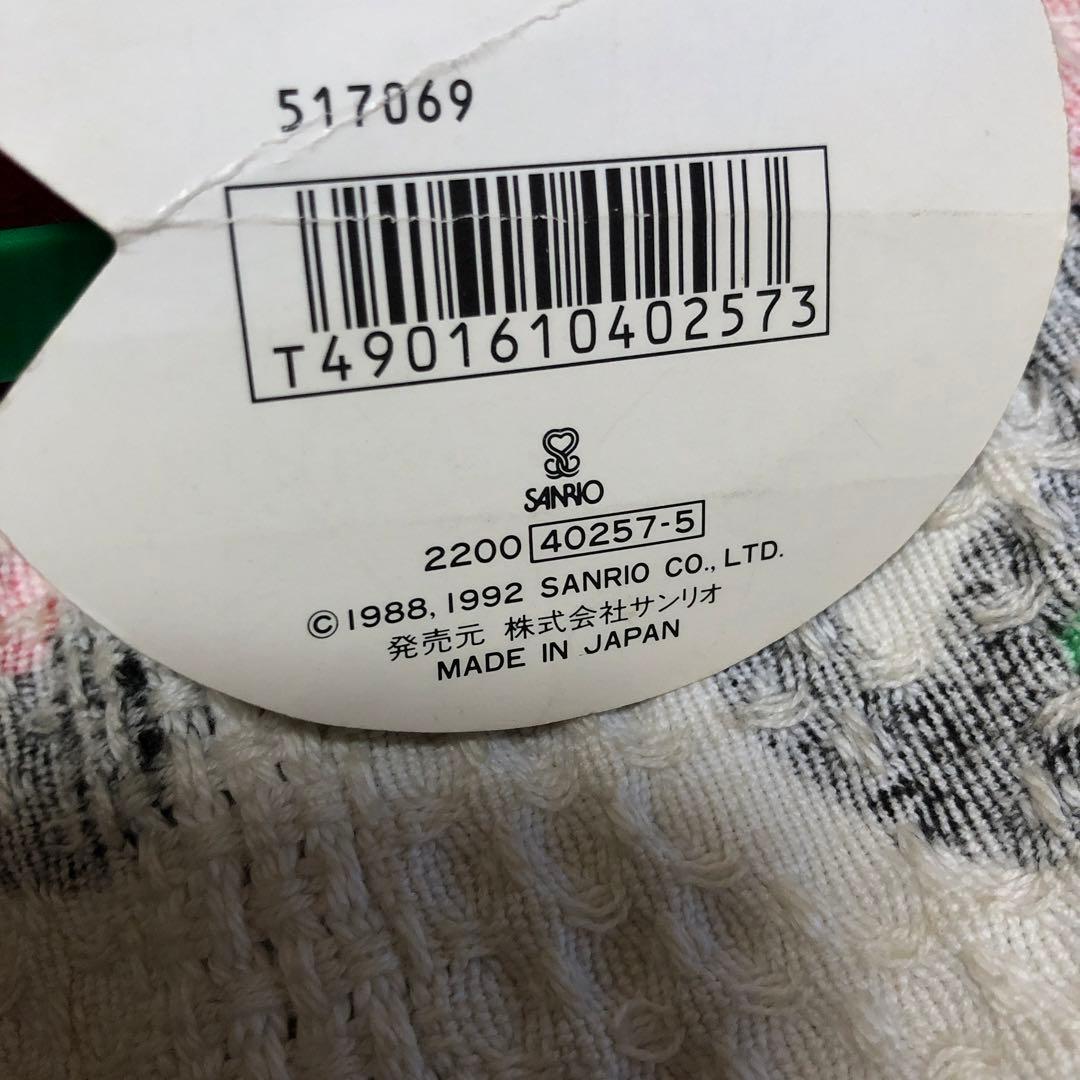 517069
T4901610402573
SANRIO
2200 40257-5
©1988, 1992 SANRIO CO., LTD.
発売元 株式会社サンリオ
MADE IN JAPAN